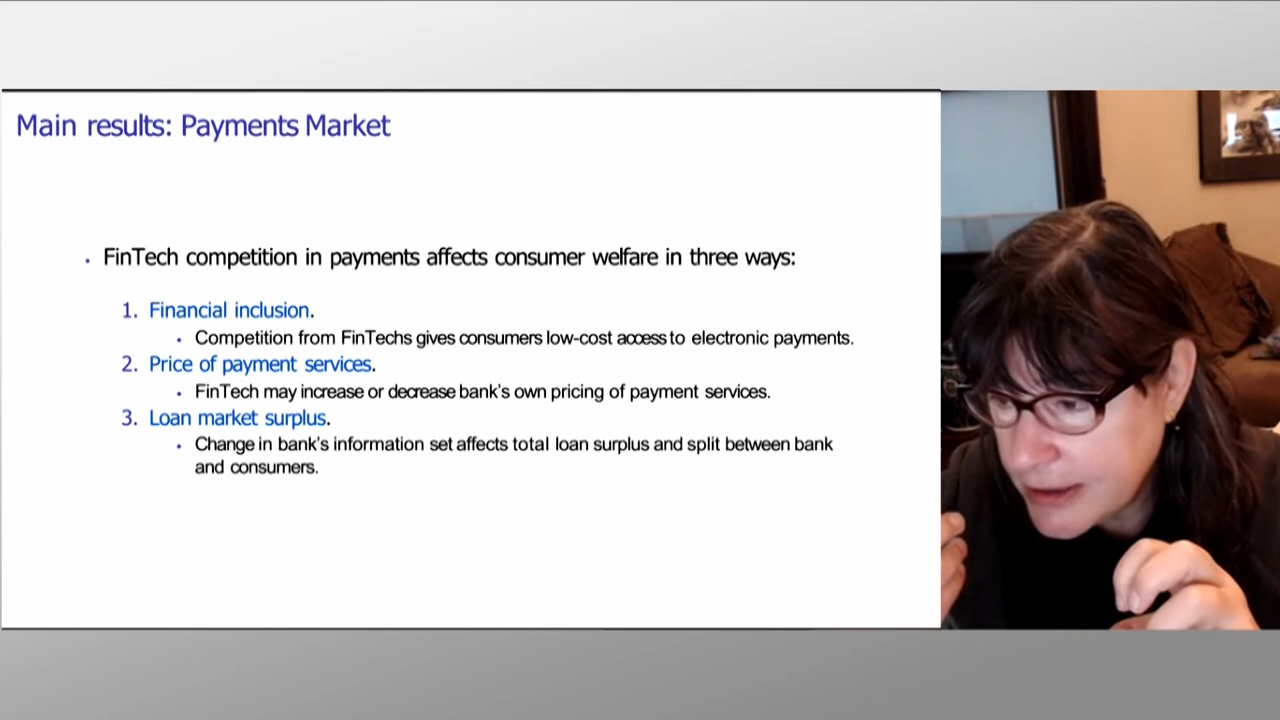 Main results: Payments Market
• FinTech competition in payments affects consumer welfare in three ways:
1. Financial inclusion.
• Competition from FinTechs gives consumers low-cost access to electronic payments.
2. Price of payment services.
• FinTech may increase or decrease bank's own pricing of payment services.
3. Loan market surplus.
• Change in bank's information set affects total loan surplus and split between bank
and consumers.